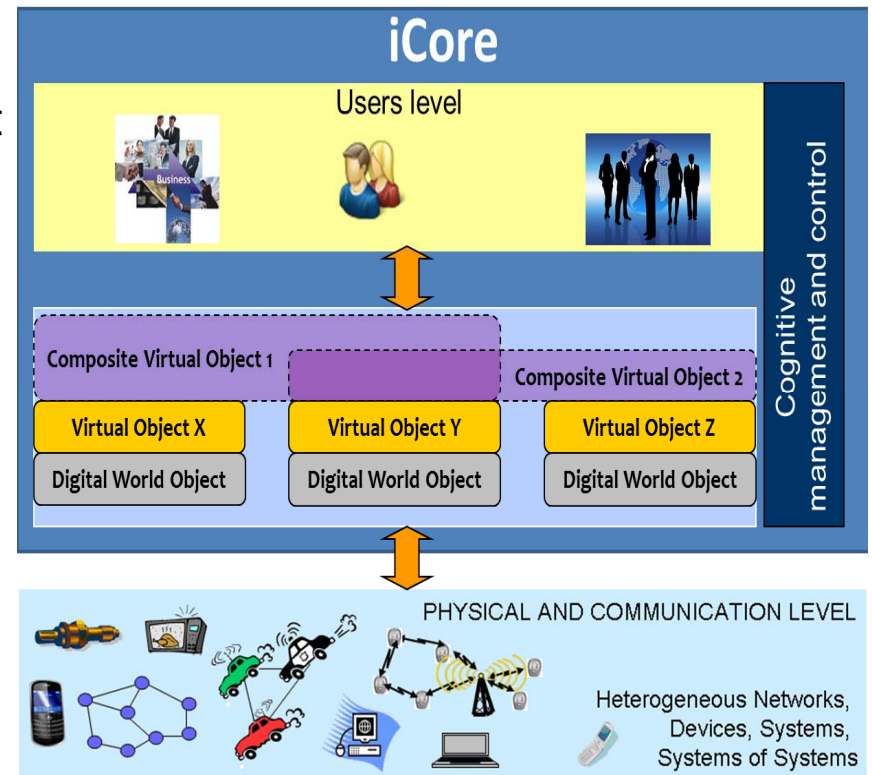 iCore
Users level
Business
Cognitive
management and control
Composite Virtual Object 1
Composite Virtual Object 2
Virtual Object X
Virtual Object Y
Virtual Object Z
Digital World Object
Digital World Object
Digital World Object
PHYSICAL AND COMMUNICATION LEVEL
Heterogeneous Networks,
Devices, Systems,
Systems of Systems